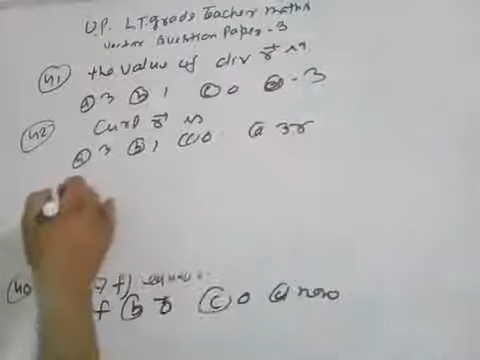 U.P. L.T. grade Teacher maths
Vector Question Paper - 3
41 the value of div r⃗ is.
(a) 3 (b) 1 (c) 0 (d) - 3
42 Curl r⃗ is
(a) 3 (b) 1 (c) 0 (d) 3r
40 f)
f (b) r⃗ (c) 0 (d) none